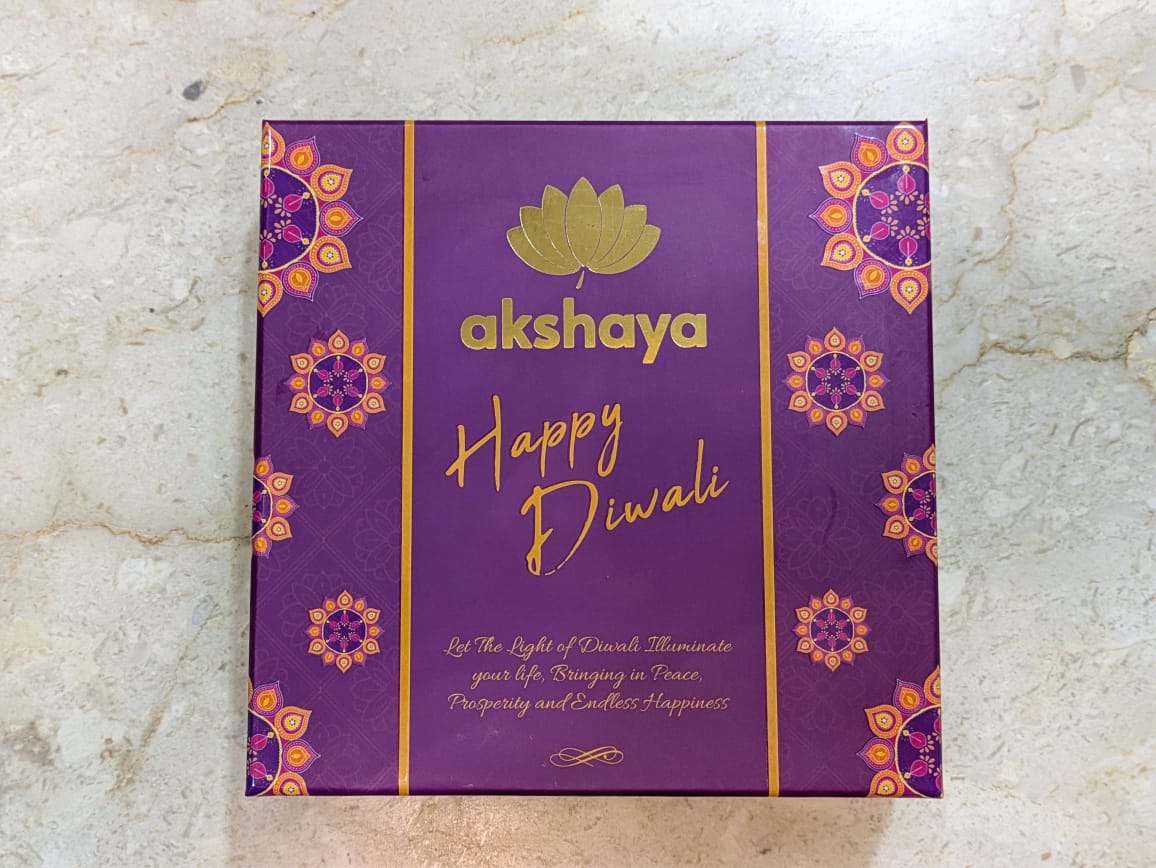 akshaya
Happy
Diwali
Let The Light of Diwali Illuminate
your life, Bringing in Peace,
Prosperity and Endless Happiness